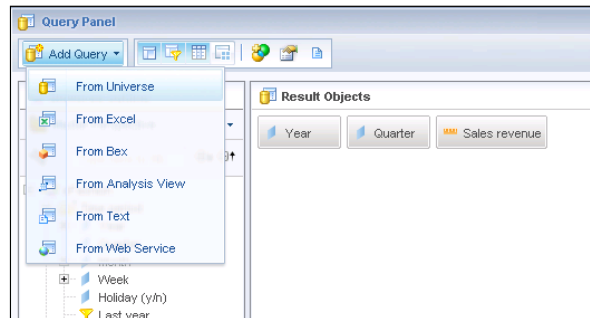 Query Panel
Add Query
From Universe
From Excel
From Bex
From Analysis View
From Text
From Web Service
Week
Holiday (y/n)
Last year
Result Objects
Year
Quarter
Sales revenue